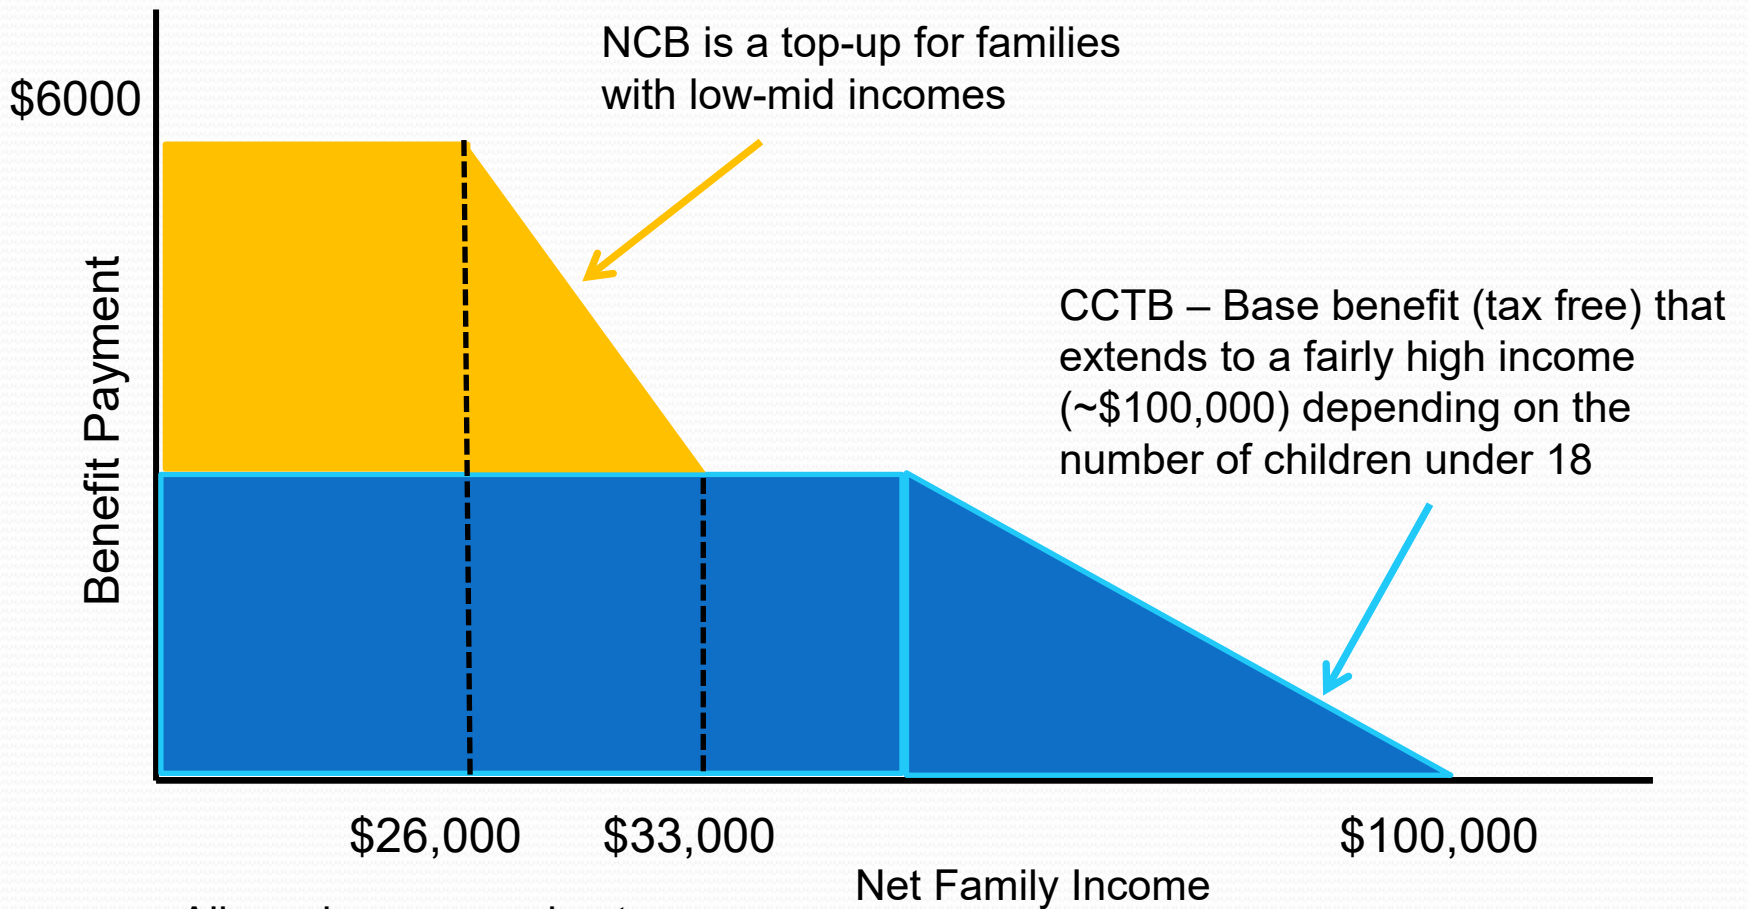 NCB is a top-up for families
with low-mid incomes
$6000
Benefit Payment
CCTB – Base benefit (tax free) that
extends to a fairly high income
(~$100,000) depending on the
number of children under 18
$26,000
$33,000
$100,000
Net Family Income